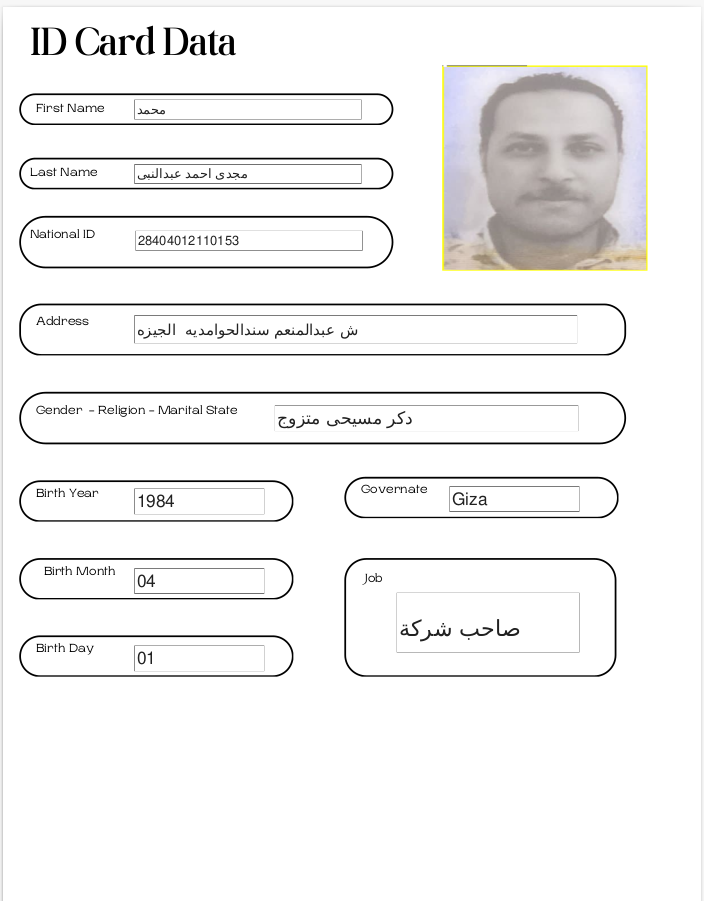 ID Card Data
First Name محمد
Last Name مجدى احمد عبدالنبى
National ID 28404012110153
Address ش عبدالمنعم سندالحوامديه الجيزه
Gender - Religion - Marital State دكر مسيحى متزوج
Birth Year 1984
Governate Giza
Birth Month 04
Job
صاحب شركة
Birth Day 01